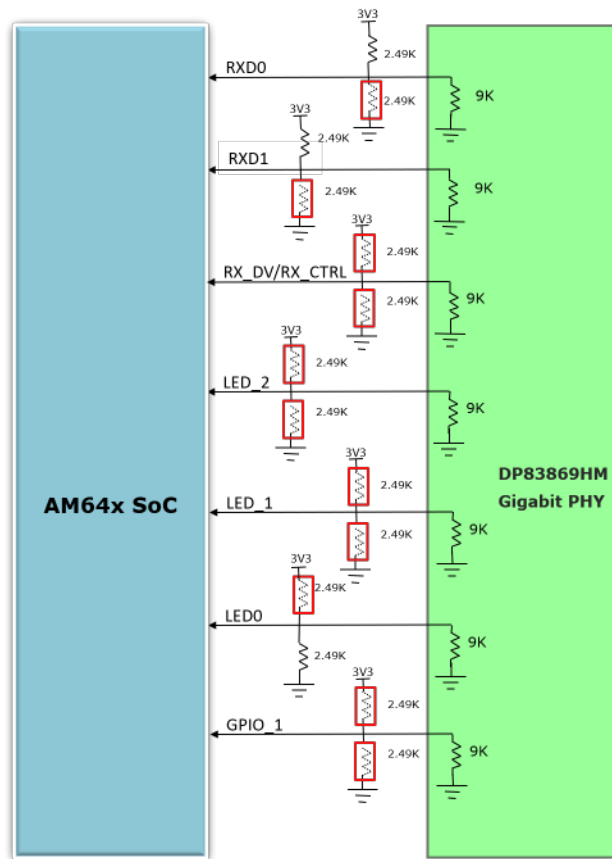 3V3
2.49K
RXD0
2.49K
9K
3V3
2.49K
RXD1
2.49K
9K
3V3
2.49K
RX_DV/RX_CTRL
2.49K
9K
3V3
2.49K
LED_2
2.49K
9K
3V3
2.49K
DP83869HM
Gigabit PHY
AM64x SoC
LED_1
2.49K
9K
3V3
2.49K
LED0
2.49K
9K
3V3
2.49K
GPIO_1
2.49K
9K